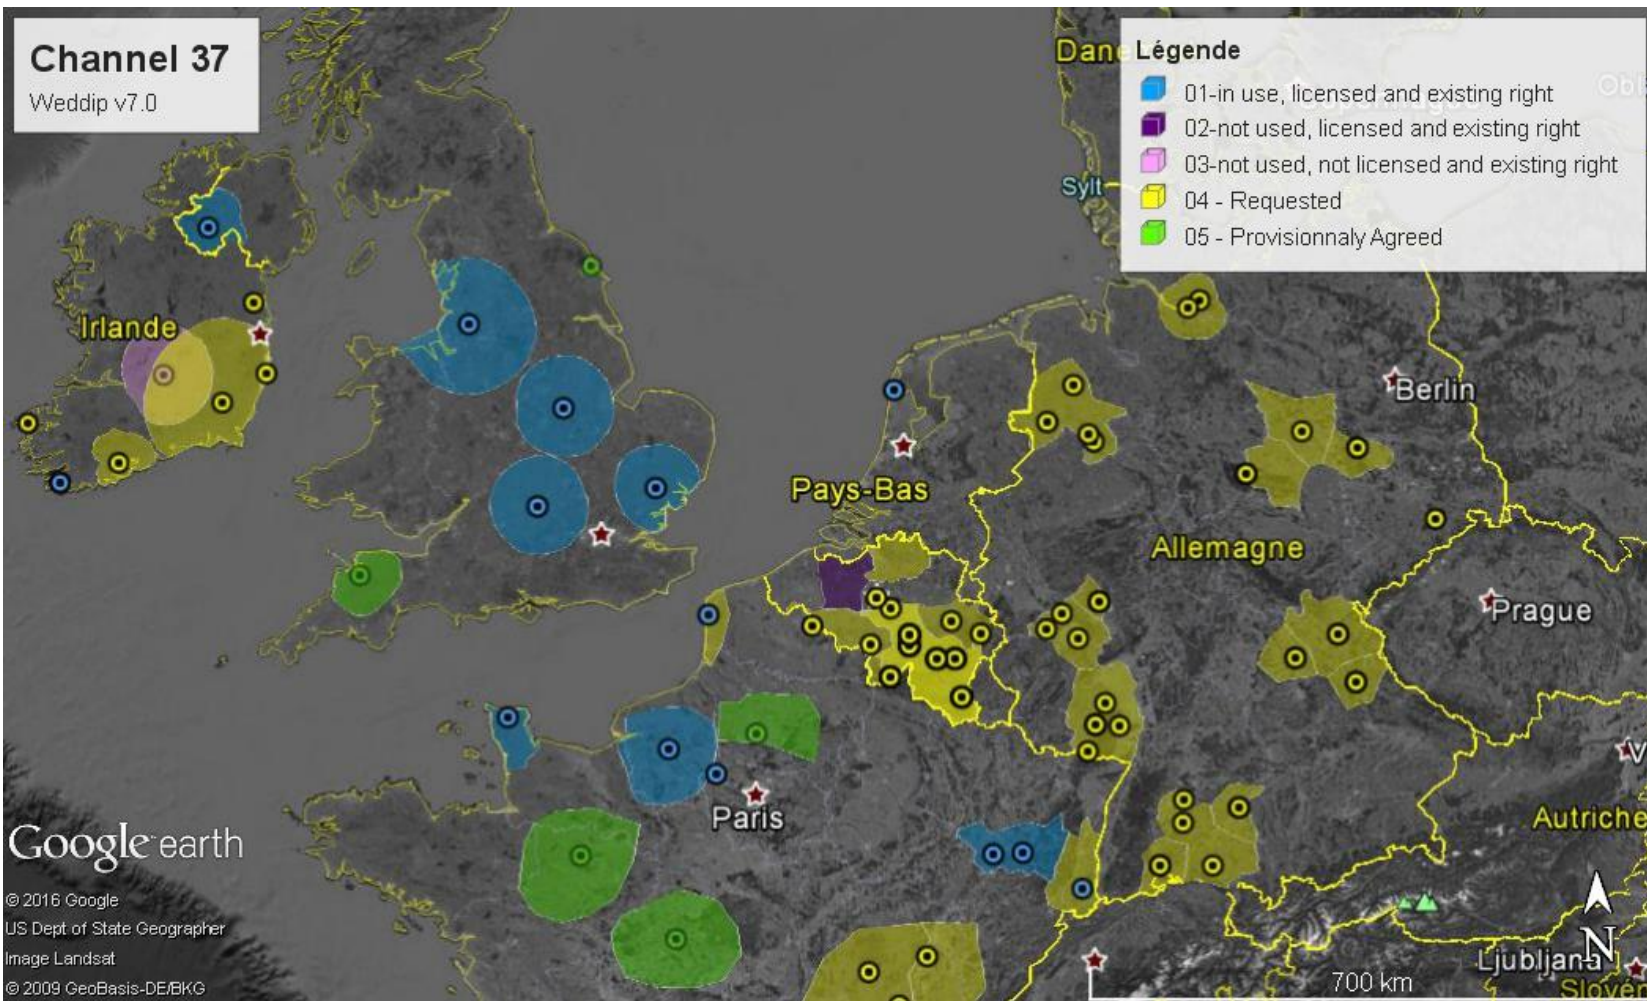 Channel 37
Weddip v7.0
Légende
01-in use, licensed and existing right
02-not used, licensed and existing right
03-not used, not licensed and existing right
04 - Requested
05 - Provisionnaly Agreed
Dane
Sylt
Irlande
Berlin
Pays-Bas
Allemagne
Prague
Paris
Autriche
Google earth
© 2016 Google
US Dept of State Geographer
Image Landsat
© 2009 GeoBasis-DE/BKG
N
Ljubljana
700 km
Slovén